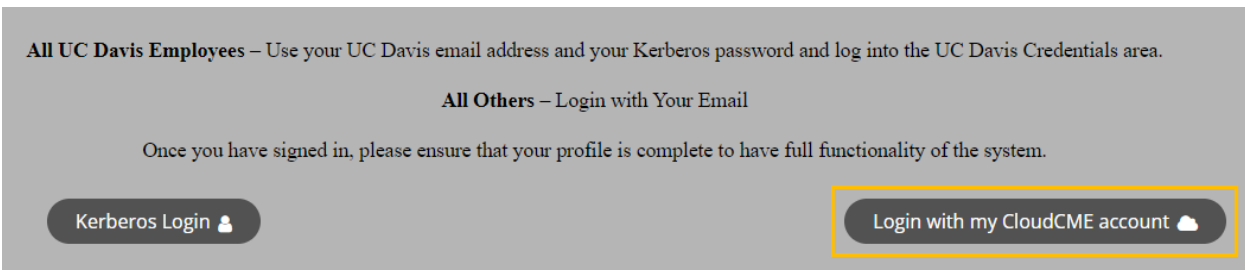 All UC Davis Employees – Use your UC Davis email address and your Kerberos password and log into the UC Davis Credentials area.
All Others – Login with Your Email
Once you have signed in, please ensure that your profile is complete to have full functionality of the system.
Kerberos Login
Login with my CloudCME account